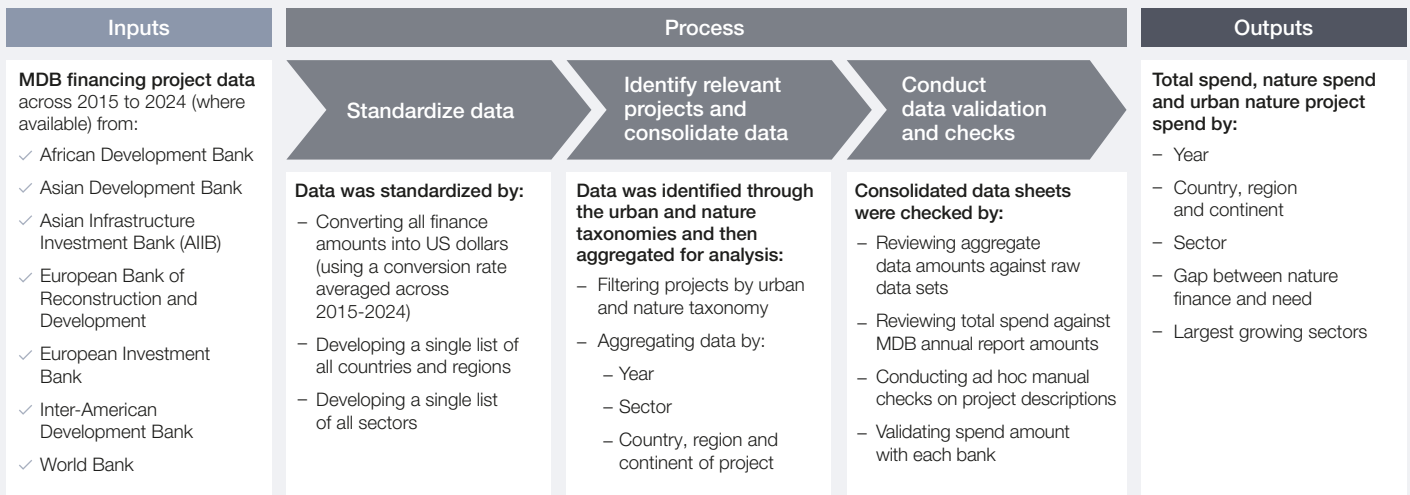 Inputs
Process
Outputs
MDB financing project data
across 2015 to 2024 (where
available) from:
✓ African Development Bank
✓ Asian Development Bank
✓ Asian Infrastructure
Investment Bank (AIIB)
✓ European Bank of
Reconstruction and
Development
✓ European Investment
Bank
✓ Inter-American
Development Bank
✓ World Bank
Standardize data
Data was standardized by:
– Converting all finance
amounts into US dollars
(using a conversion rate
averaged across
2015-2024)
– Developing a single list of
all countries and regions
– Developing a single list
of all sectors
Identify relevant
projects and
consolidate data
Data was identified through
the urban and nature
taxonomies and then
aggregated for analysis:
– Filtering projects by urban
and nature taxonomy
– Aggregating data by:
– Year
– Sector
– Country, region and
continent of project
Conduct
data validation
and checks
Consolidated data sheets
were checked by:
– Reviewing aggregate
data amounts against raw
data sets
– Reviewing total spend against
MDB annual report amounts
– Conducting ad hoc manual
checks on project descriptions
– Validating spend amount
with each bank
Total spend, nature spend
and urban nature project
spend by:
– Year
– Country, region
and continent
– Sector
– Gap between nature
finance and need
– Largest growing sectors